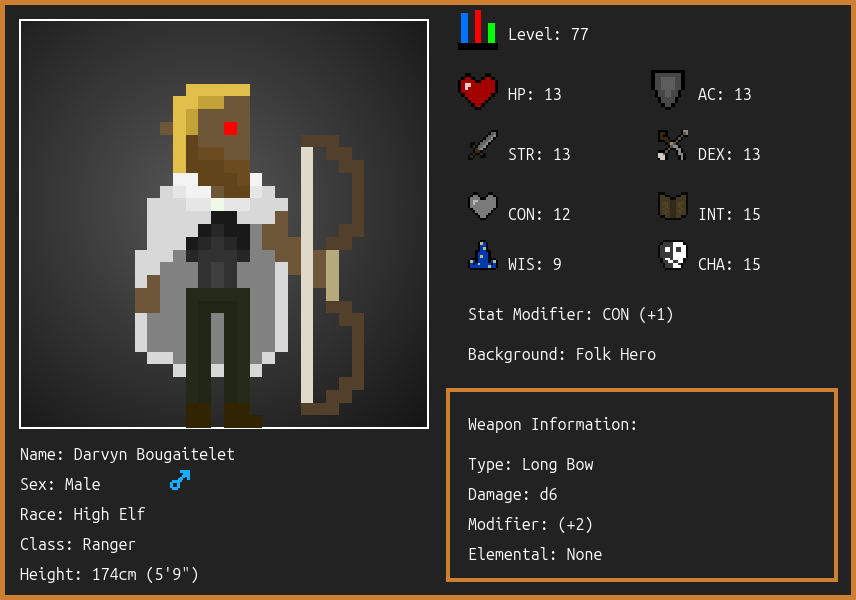 Level: 77
HP: 13
AC: 13
STR: 13
DEX: 13
CON: 12
INT: 15
WIS: 9
CHA: 15
Stat Modifier: CON (+1)
Background: Folk Hero
Weapon Information:
Type: Long Bow
Damage: d6
Modifier: (+2)
Elemental: None
Name: Darvyn Bougaitelet
Sex: Male
Race: High Elf
Class: Ranger
Height: 174cm (5'9")